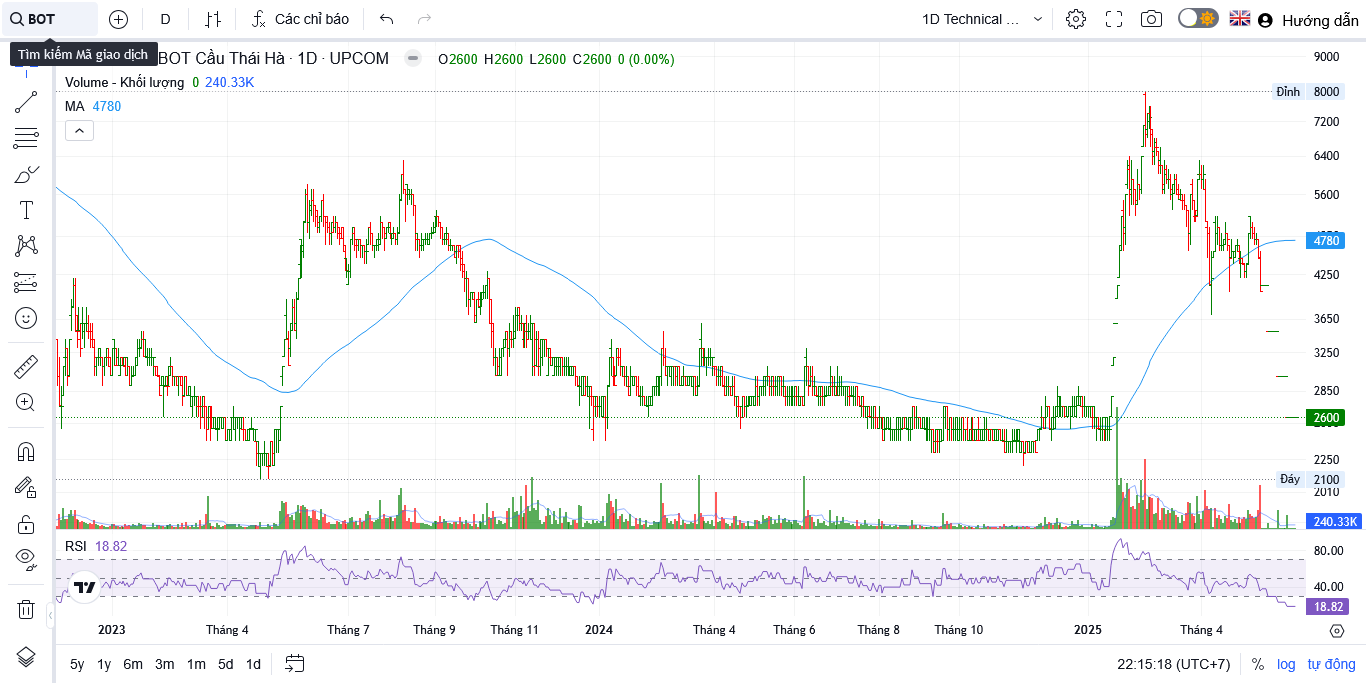 BOT D Các chỉ báo 1D Technical ... Hướng dẫn
Tìm kiếm Mã giao dịch
BOT Cầu Thái Hà · 1D · UPCOM O2600 H2600 L2600 C2600 0 (0.00%)
Volume - Khối lượng 0 240.33K
MA 4780
9000
Đỉnh 8000
7200
6400
5600
4780
4250
3650
3250
2850
2600
2250
Đáy 2100
2010
240.33K
RSI 18.82
80.00
40.00
18.82
2023 Tháng 4 Tháng 7 Tháng 9 Tháng 11 2024 Tháng 4 Tháng 6 Tháng 8 Tháng 10 2025 Tháng 4
5y 1y 6m 3m 1m 5d 1d 22:15:18 (UTC+7) % log tự động